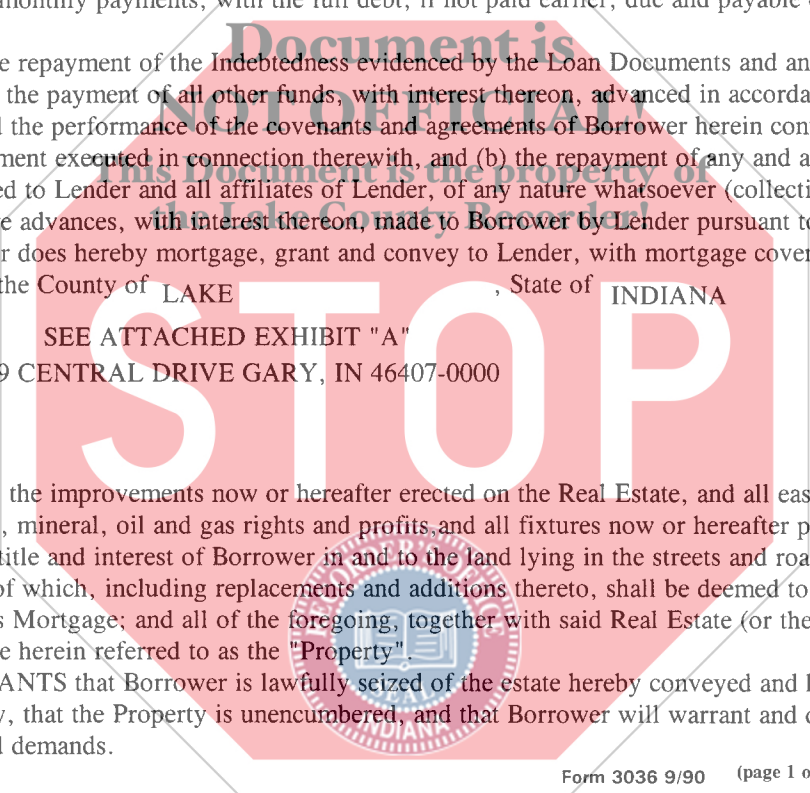 monthly payments, with the full debt, if not paid earlier, due and payable
Document is
e repayment of the Indebtedness evidenced by the Loan Documents and an
the payment of all other funds, with interest thereon, advanced in accorda
NOT OFFICIAL!
d the performance of the covenants and agreements of Borrower herein con
ment executed in connection therewith, and (b) the repayment of any and a
This Document is the property of
ed to Lender and all affiliates of Lender, of any nature whatsoever (collecti
the Lake County Recorder!
e advances, with interest thereon, made to Borrower by Lender pursuant to
r does hereby mortgage, grant and convey to Lender, with mortgage cover
the County of LAKE , State of INDIANA
SEE ATTACHED EXHIBIT "A"
9 CENTRAL DRIVE GARY, IN 46407-0000
STOP
the improvements now or hereafter erected on the Real Estate, and all eas
, mineral, oil and gas rights and profits,and all fixtures now or hereafter p
title and interest of Borrower in and to the land lying in the streets and roa
of which, including replacements and additions thereto, shall be deemed to
s Mortgage; and all of the foregoing, together with said Real Estate (or the
e herein referred to as the "Property".
RECORDER'S OFFICE
SEAL
INDIANA
ANTS that Borrower is lawfully seized of the estate hereby conveyed and h
y, that the Property is unencumbered, and that Borrower will warrant and d
d demands.
Form 3036 9/90 (page 1 o